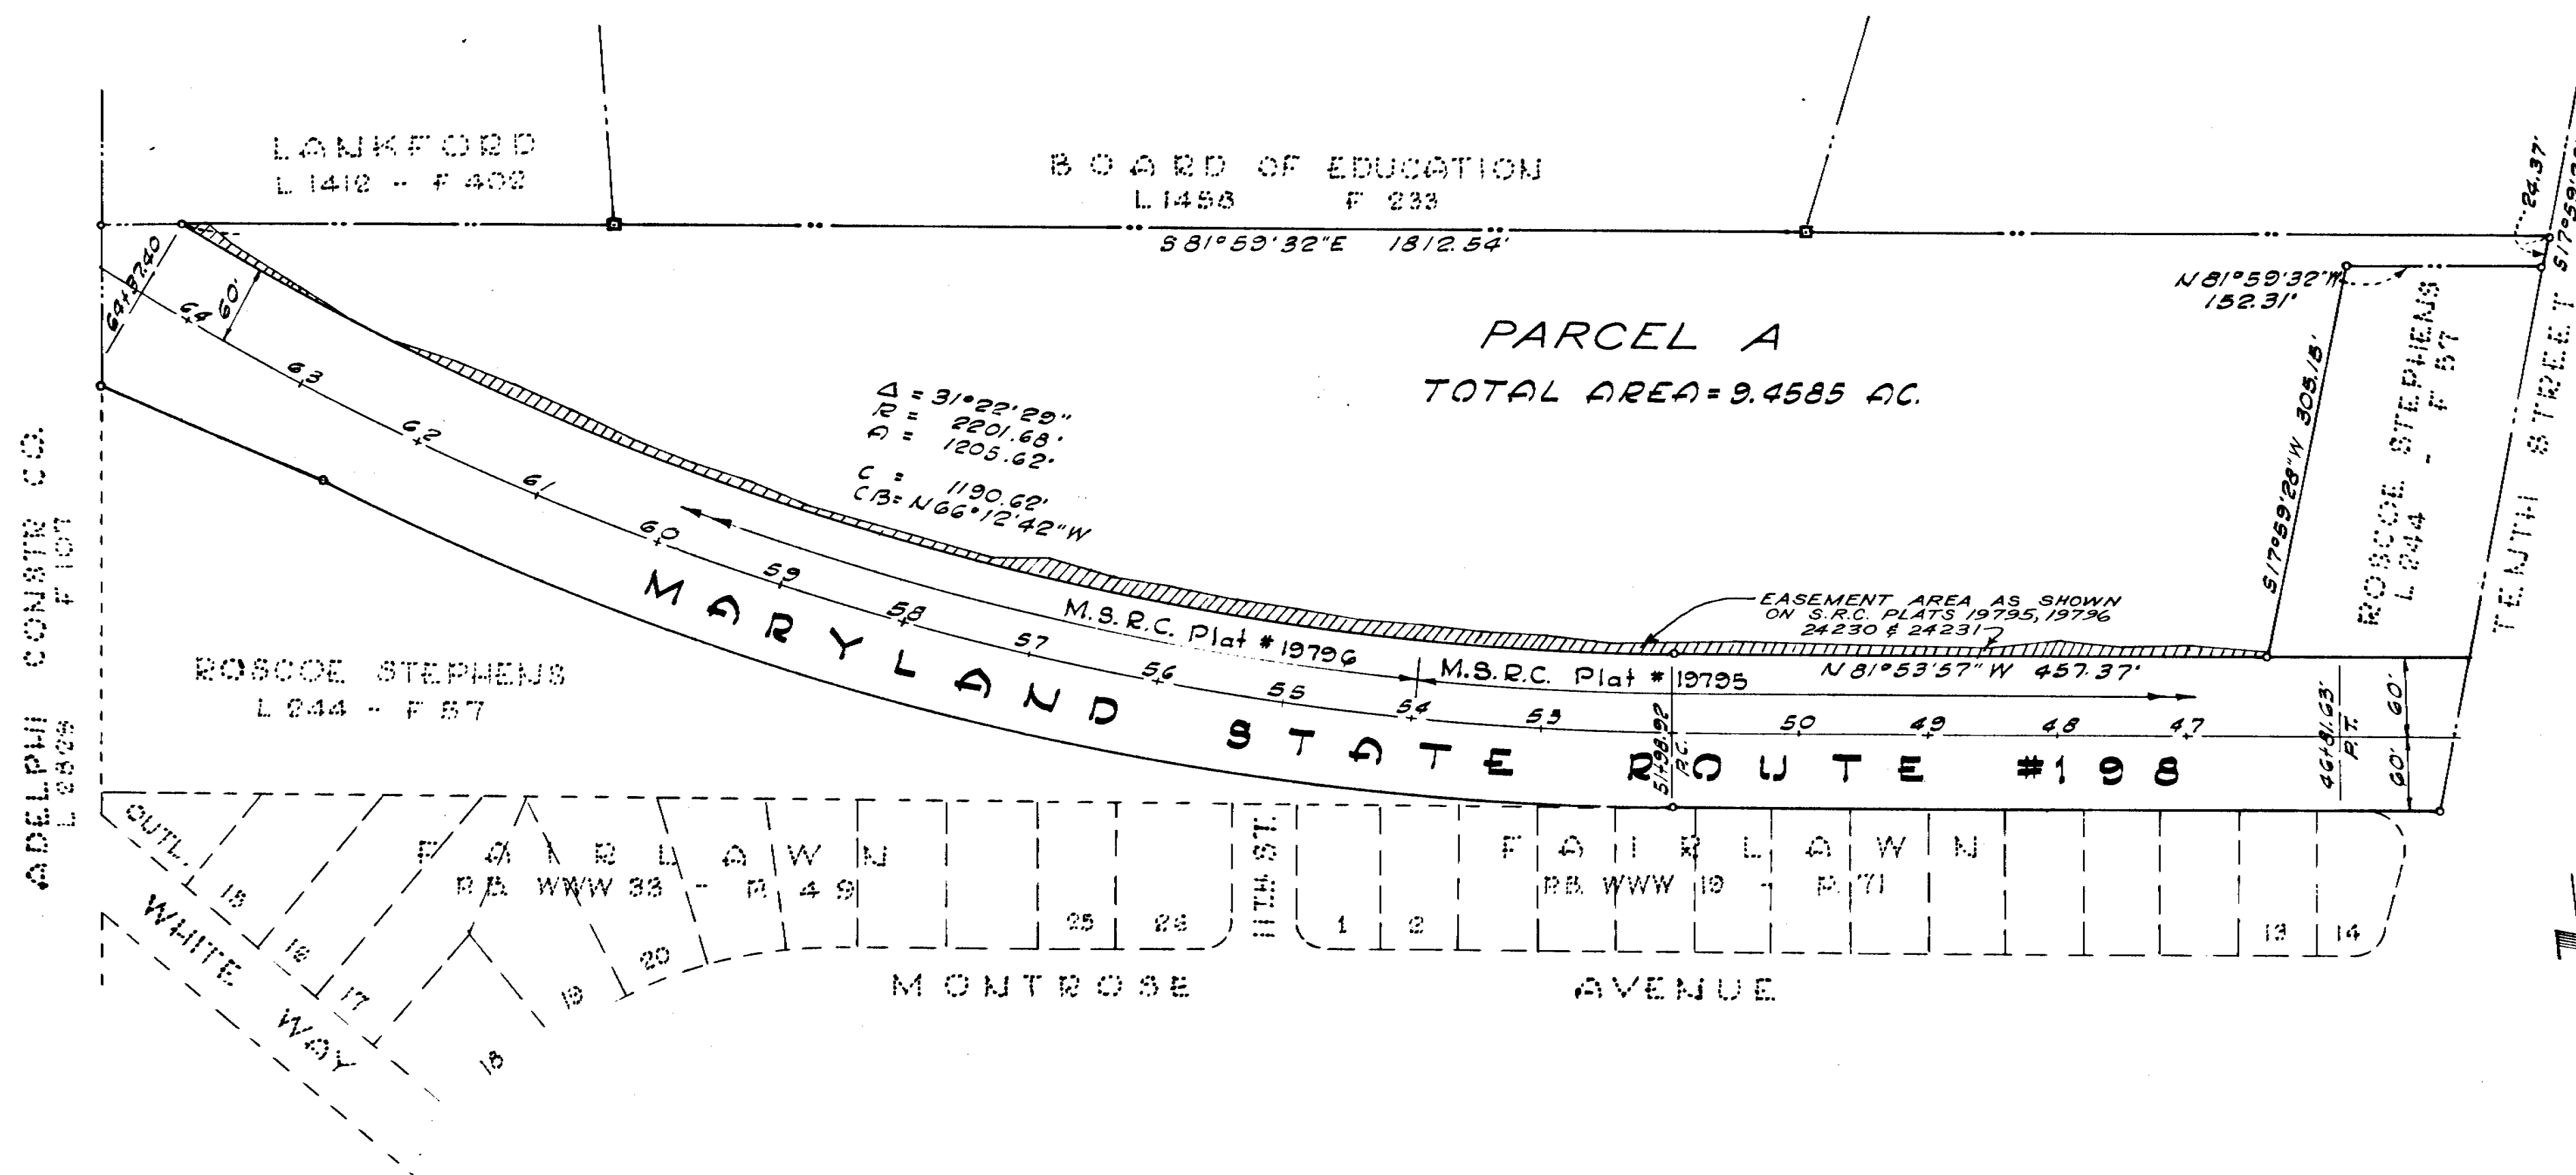 LANKFORD
L 1412 - F 402
BOARD OF EDUCATION
L 1456 F 233
S 81°59'32"E 1812.54'
24.37'
N 81°59'32"W
152.31'
64+37.40
60'
PARCEL A
TOTAL AREA = 9.4585 AC.
Δ = 31°22'29"
R = 2201.68'
A = 1205.62'
C = 1190.62'
CB = N66°12'42"W
S17°59'28"W 305.15'
ROSCOE STEPHENS
L 244 - F 57
TENTH STREET
64
63
62
61
60
59
58
57
56
55
54
53
50
49
48
47
ADELPHI CONSTR CO.
F 107
EASEMENT AREA AS SHOWN
ON S.R.C. PLATS 19795, 19796
24230 & 24231
M.S.R.C. Plat # 19796
M.S.R.C. Plat # 19795
N 81°53'57" W 457.37'
51+98.92
P.C.
46+81.63'
P.T.
60'
60'
MARYLAND STATE ROUTE #198
ROSCOE STEPHENS
L 244 - F 57
OUTL.
15
16
17
18
19
20
FAIRLAWN
P.B. WWW 33 - P. 49
25
26
11TH ST.
1
2
FAIRLAWN
P.B. WWW 19 - P. 71
13
14
WHITE WAY
MONTROSE AVENUE